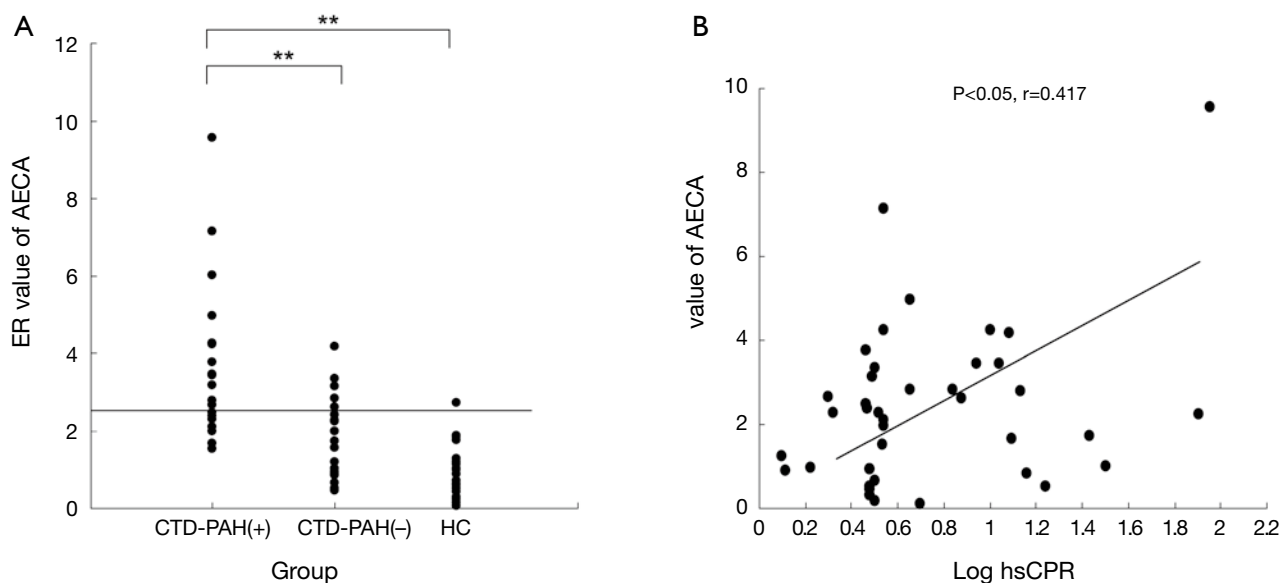 A
**
**
12
10
8
6
4
2
0
ER value of AECA
CTD-PAH(+) CTD-PAH(–) HC
Group
B
P<0.05, r=0.417
10
8
6
4
2
0
value of AECA
0 0.2 0.4 0.6 0.8 1 1.2 1.4 1.6 1.8 2 2.2
Log hsCPR